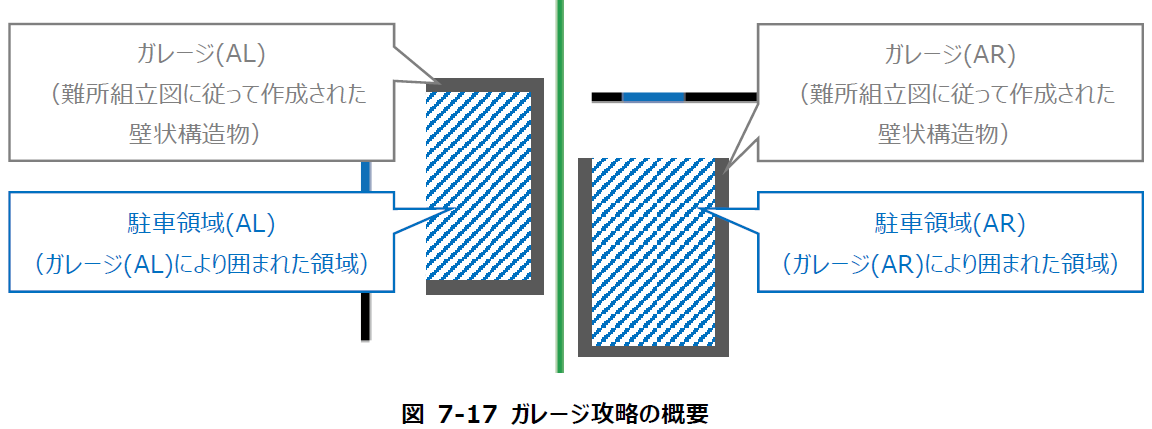 ガレージ(AL)
（難所組立図に従って作成された
壁状構造物）
駐車領域(AL)
（ガレージ(AL)により囲まれた領域）
ガレージ(AR)
（難所組立図に従って作成された
壁状構造物）
駐車領域(AR)
（ガレージ(AR)により囲まれた領域）
図 7-17 ガレージ攻略の概要